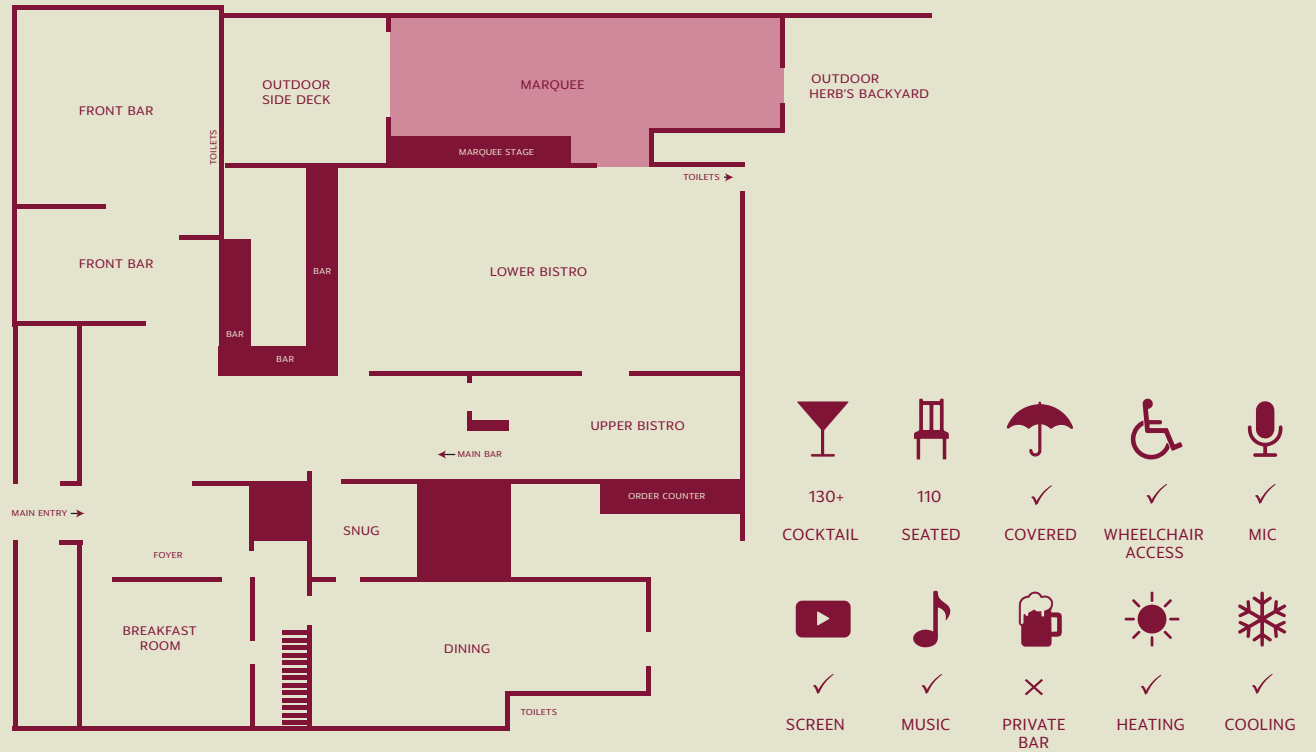 FRONT BAR
OUTDOOR
SIDE DECK
MARQUEE
OUTDOOR
HERB'S BACKYARD
TOILETS
MARQUEE STAGE
TOILETS
FRONT BAR
BAR
LOWER BISTRO
BAR
BAR
UPPER BISTRO
MAIN BAR
ORDER COUNTER
MAIN ENTRY
SNUG
FOYER
BREAKFAST
ROOM
DINING
TOILETS
130+
110
COCKTAIL
SEATED
COVERED
WHEELCHAIR
ACCESS
MIC
SCREEN
MUSIC
PRIVATE
BAR
HEATING
COOLING